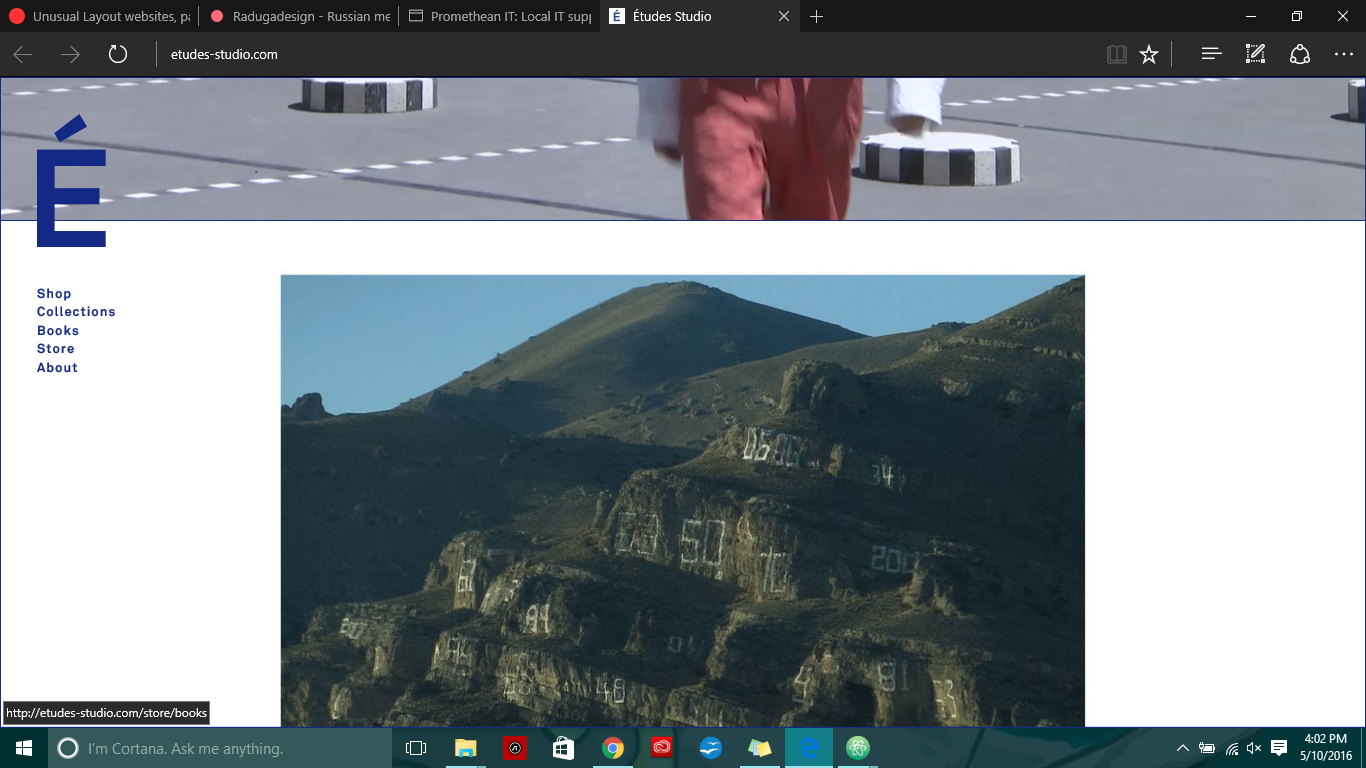 Unusual Layout websites, pa
Radugadesign - Russian me
Promethean IT: Local IT supp
É Études Studio
etudes-studio.com
É
Shop
Collections
Books
Store
About
34
50
200
94
48
81
53
http://etudes-studio.com/store/books
I'm Cortana. Ask me anything.
4:02 PM
5/10/2016